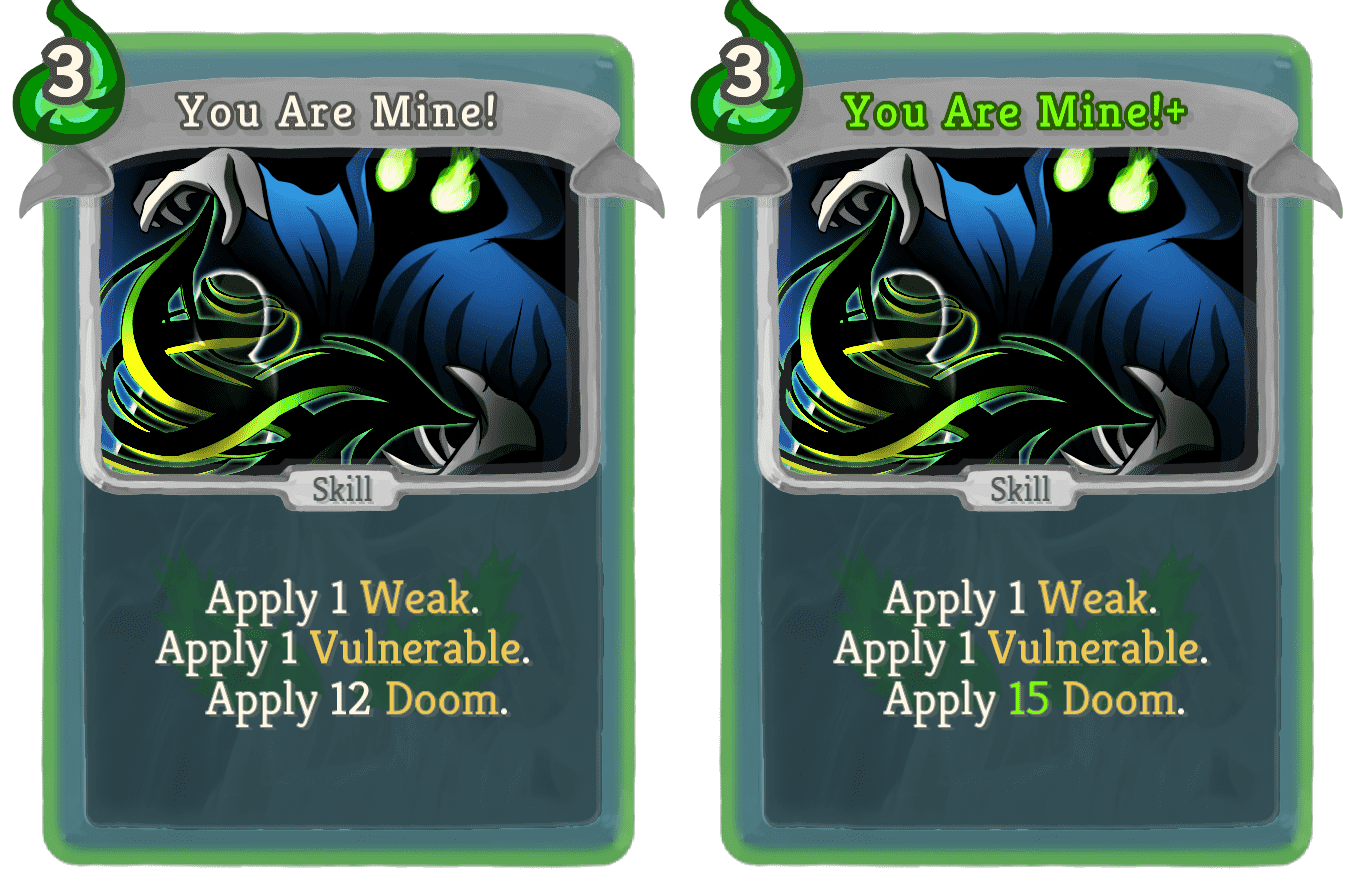 3
You Are Mine!
Skill
Apply 1 Weak.
Apply 1 Vulnerable.
Apply 12 Doom.
3
You Are Mine!+
Skill
Apply 1 Weak.
Apply 1 Vulnerable.
Apply 15 Doom.